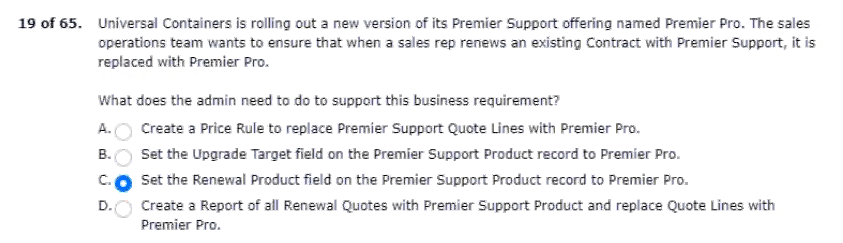 19 of 65. Universal Containers is rolling out a new version of its Premier Support offering named Premier Pro. The sales
operations team wants to ensure that when a sales rep renews an existing Contract with Premier Support, it is
replaced with Premier Pro.
What does the admin need to do to support this business requirement?
A. Create a Price Rule to replace Premier Support Quote Lines with Premier Pro.
B. Set the Upgrade Target field on the Premier Support Product record to Premier Pro.
C. Set the Renewal Product field on the Premier Support Product record to Premier Pro.
D. Create a Report of all Renewal Quotes with Premier Support Product and replace Quote Lines with
Premier Pro.